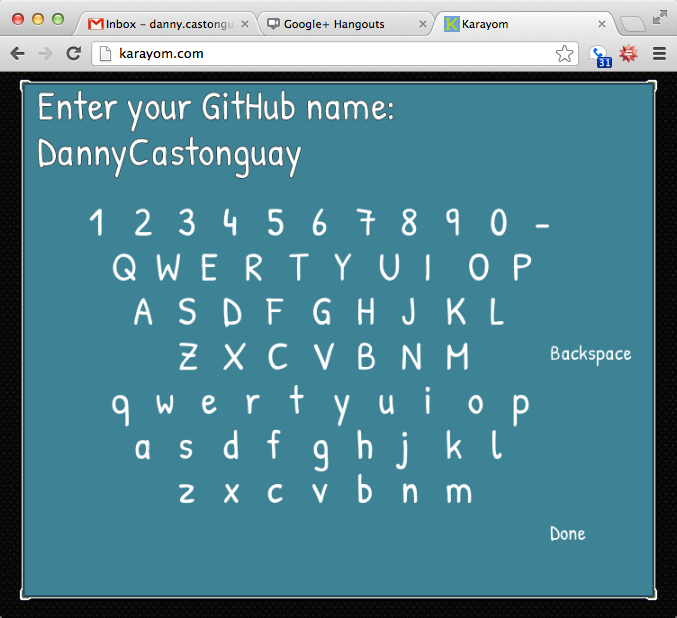 Inbox - danny.castongu
Google+ Hangouts
Karayom
karayom.com
31
Enter your GitHub name:
DannyCastonguay
1 2 3 4 5 6 7 8 9 0 -
Q W E R T Y U I O P
A S D F G H J K L
Z X C V B N M
Backspace
q w e r t y u i o p
a s d f g h j k l
z x c v b n m
Done